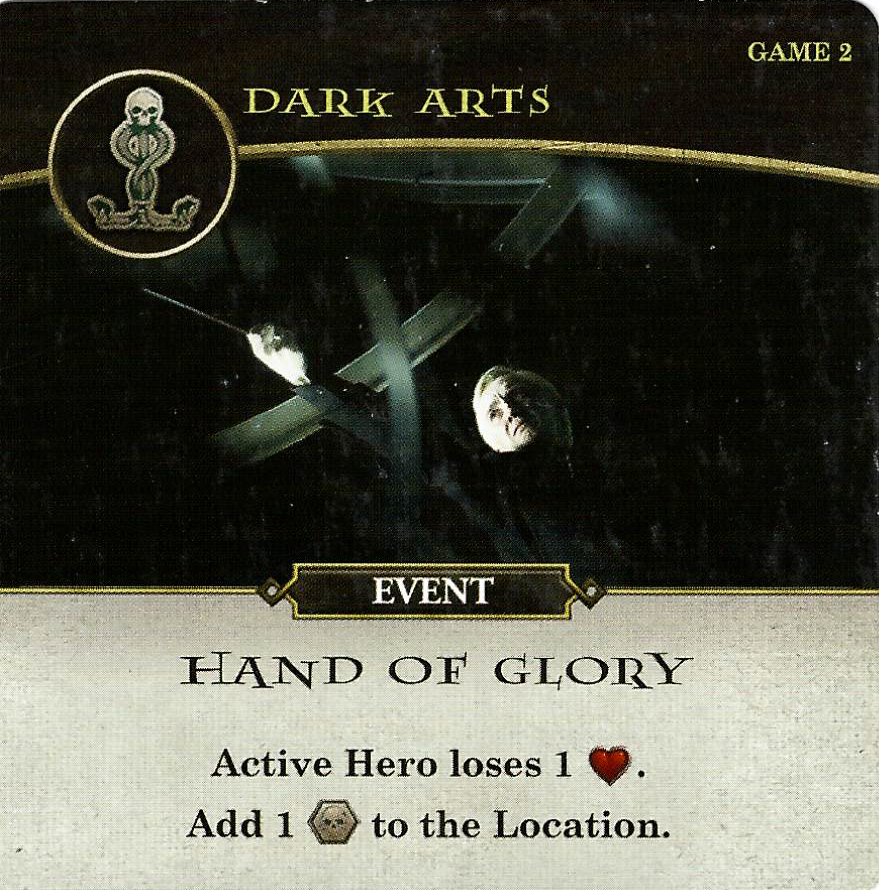 GAME 2
DARK ARTS
EVENT
HAND OF GLORY
Active Hero loses 1 .
Add 1 to the Location.